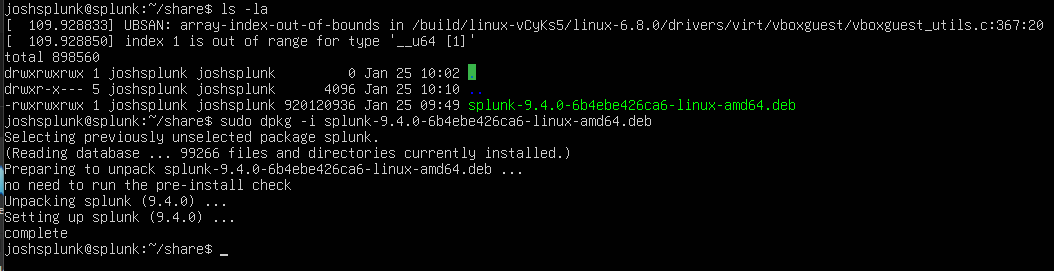 joshsplunk@splunk:~/share$ ls -la
[  109.928833] UBSAN: array-index-out-of-bounds in /build/linux-vCyKs5/linux-6.8.0/drivers/virt/vboxguest/vboxguest_utils.c:367:20
[  109.928850] index 1 is out of range for type '__u64 [1]'
total 898560
drwxrwxrwx 1 joshsplunk joshsplunk         0 Jan 25 10:02 .
drwxr-x--- 5 joshsplunk joshsplunk      4096 Jan 25 10:10 ..
-rwxrwxrwx 1 joshsplunk joshsplunk 920120936 Jan 25 09:49 splunk-9.4.0-6b4ebe426ca6-linux-amd64.deb
joshsplunk@splunk:~/share$ sudo dpkg -i splunk-9.4.0-6b4ebe426ca6-linux-amd64.deb
Selecting previously unselected package splunk.
(Reading database ... 99266 files and directories currently installed.)
Preparing to unpack splunk-9.4.0-6b4ebe426ca6-linux-amd64.deb ...
no need to run the pre-install check
Unpacking splunk (9.4.0) ...
Setting up splunk (9.4.0) ...
complete
joshsplunk@splunk:~/share$ _